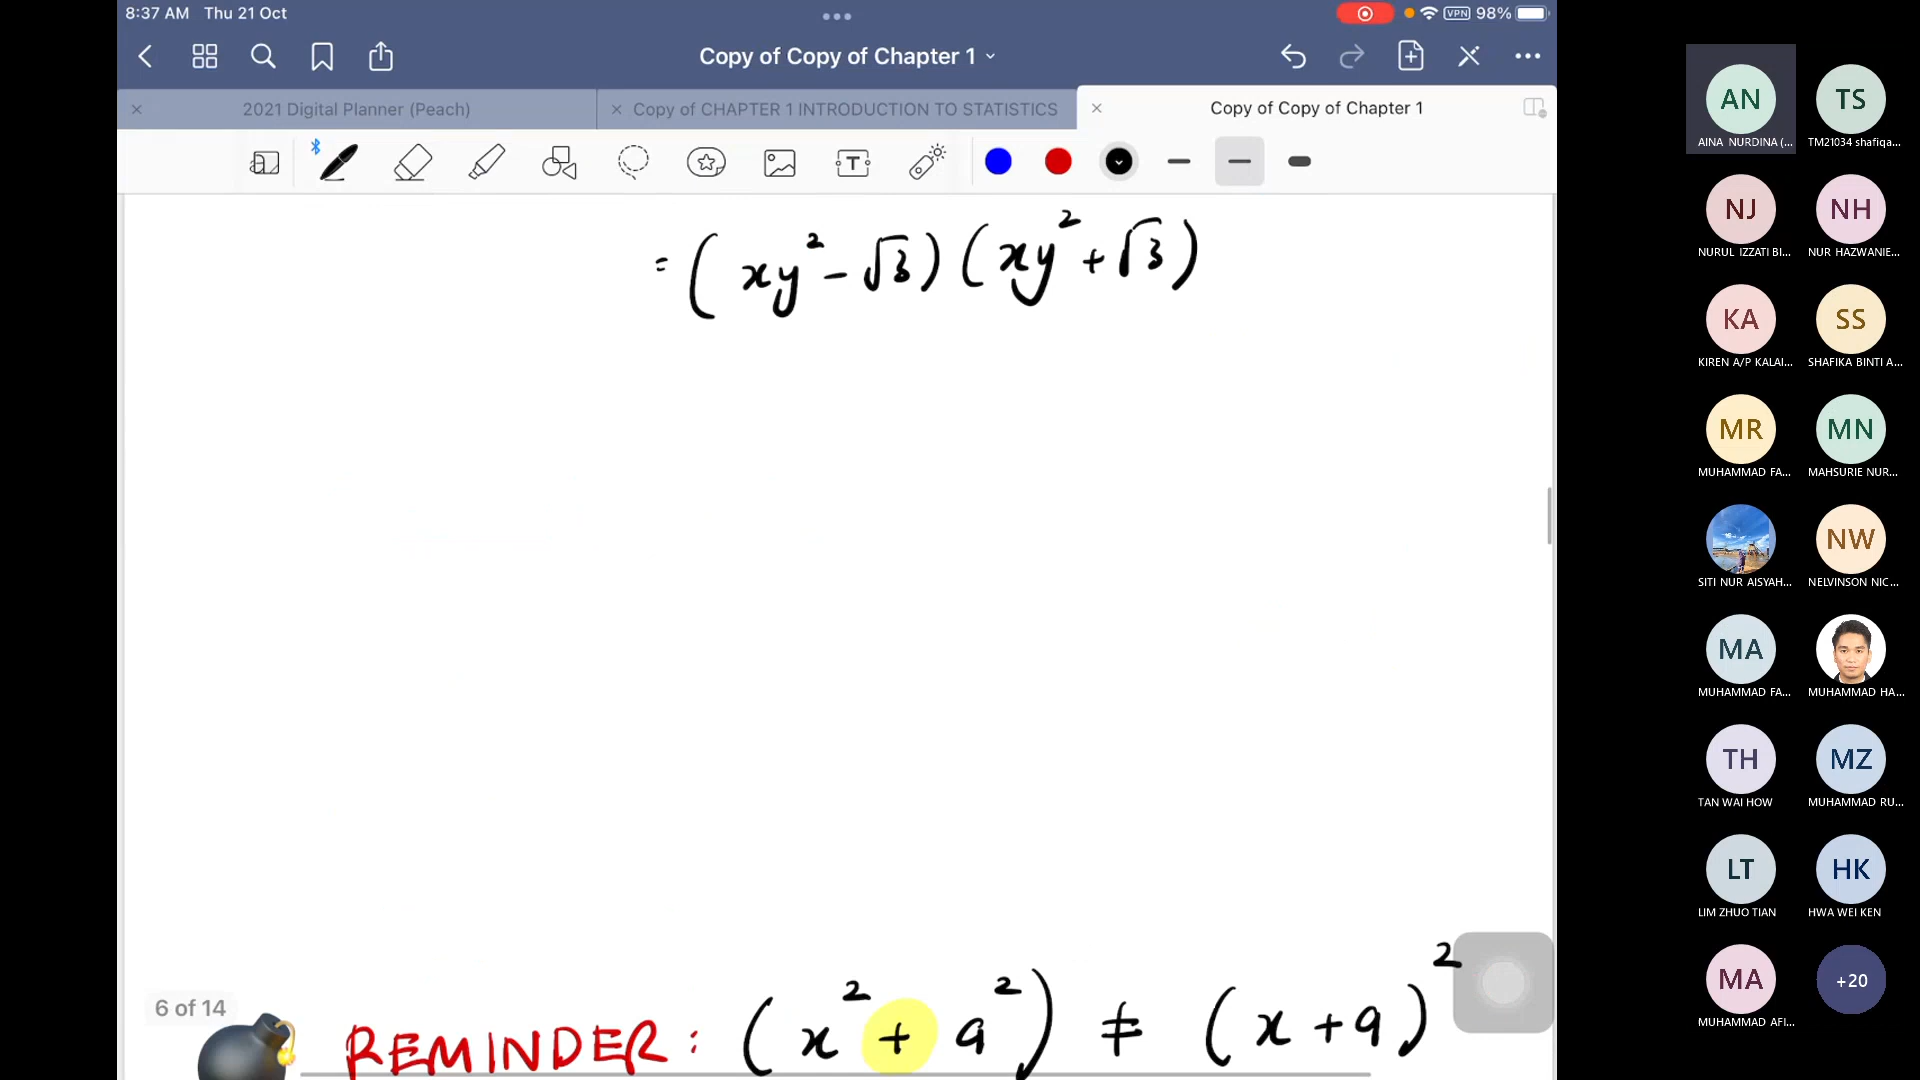 8:37 AM Thu 21 Oct
VPN 98%
Copy of Copy of Chapter 1
2021 Digital Planner (Peach)
Copy of CHAPTER 1 INTRODUCTION TO STATISTICS
Copy of Copy of Chapter 1
T
= (xy² - √3)(xy² + √3)
6 of 14
REMINDER: (x² + a²) ≠ (x + a)²
AN
TS
AINA NURDINA (...
TM21034 shafiqa...
NJ
NH
NURUL IZZATI BI...
NUR HAZWANIE...
KA
SS
KIREN A/P KALAI...
SHAFIKA BINTI A...
MR
MN
MUHAMMAD FA...
MAHSURIE NUR...
NW
SITI NUR AISYAH...
NELVINSON NIC...
MA
MUHAMMAD FA...
MUHAMMAD HA...
TH
MZ
TAN WAI HOW
MUHAMMAD RU...
LT
HK
LIM ZHUO TIAN
HWA WEI KEN
MA
+20
MUHAMMAD AFI...